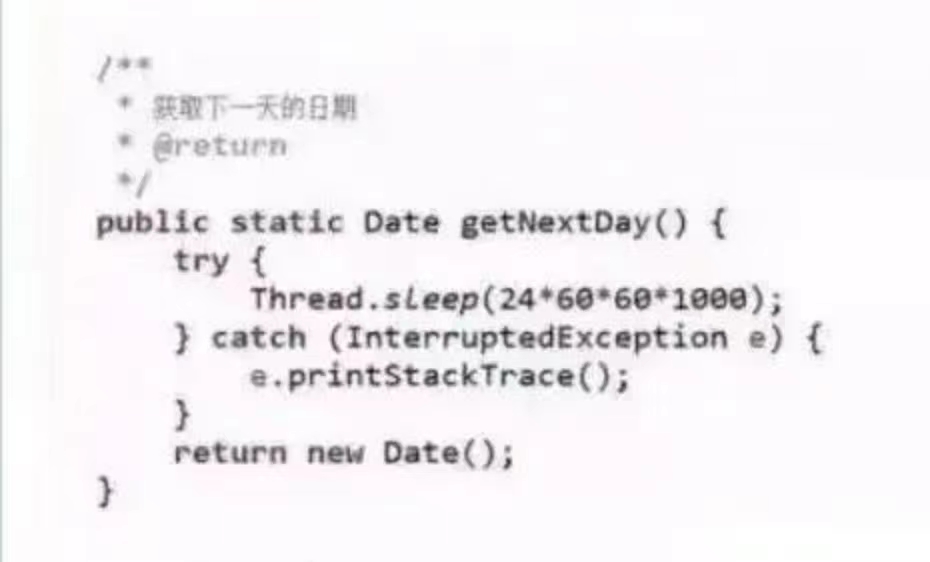 /**
 * 获取下一天的日期
 * @return
 */
public static Date getNextDay() {
    try {
        Thread.sleep(24*60*60*1000);
    } catch (InterruptedException e) {
        e.printStackTrace();
    }
    return new Date();
}